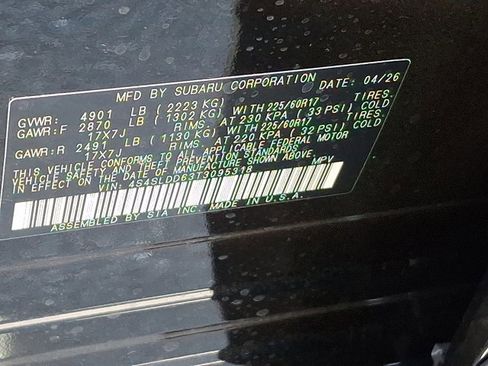 MFD BY SUBARU CORPORATION DATE: 04/26
GVWR: 4901 LB (2223 KG)
GAWR:F 2870 LB (1302 KG) WITH 225/60R17 TIRES.
17X7J RIMS. AT 230 KPA ( 33 PSI) COLD
GAWR:R 2491 LB (1130 KG) WITH 225/60R17 TIRES.
17X7J RIMS. AT 220 KPA ( 32 PSI) COLD
THIS VEHICLE CONFORMS TO ALL APPLICABLE FEDERAL MOTOR
VEHICLE SAFETY AND THEFT PREVENTION STANDARDS
IN EFFECT ON THE DATE OF MANUFACTURE SHOWN ABOVE.
VIN: 4S4SLDD63T3095318 MPV
ASSEMBLED BY SIA INC. MADE IN U.S.A.